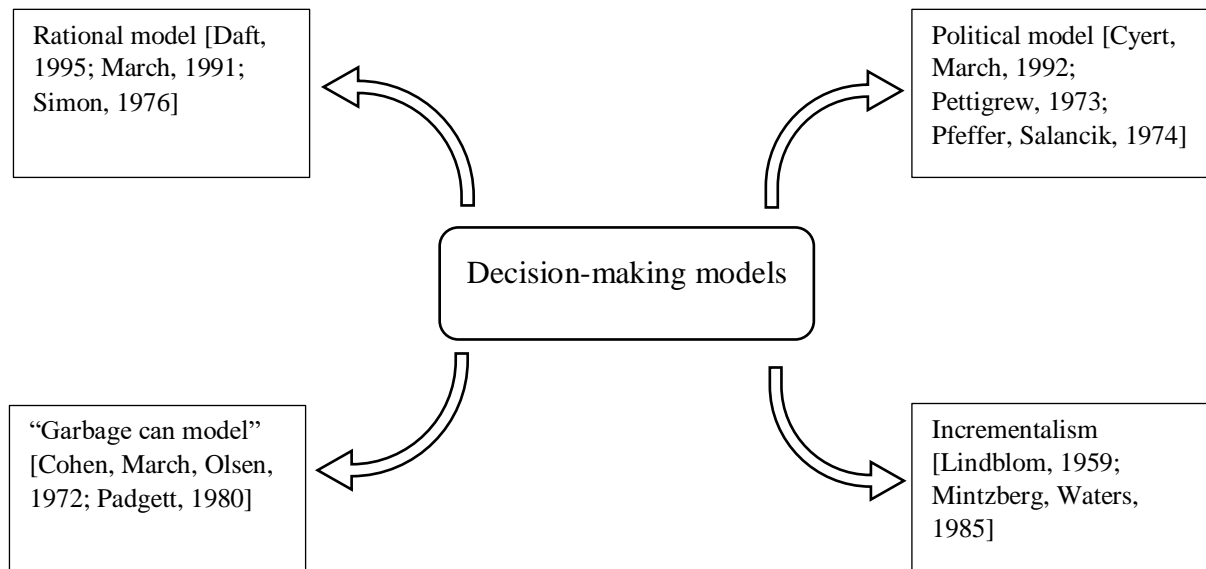 Rational model [Daft,
1995; March, 1991;
Simon, 1976]
Political model [Cyert,
March, 1992;
Pettigrew, 1973;
Pfeffer, Salancik, 1974]
Decision-making models
“Garbage can model”
[Cohen, March, Olsen,
1972; Padgett, 1980]
Incrementalism
[Lindblom, 1959;
Mintzberg, Waters,
1985]